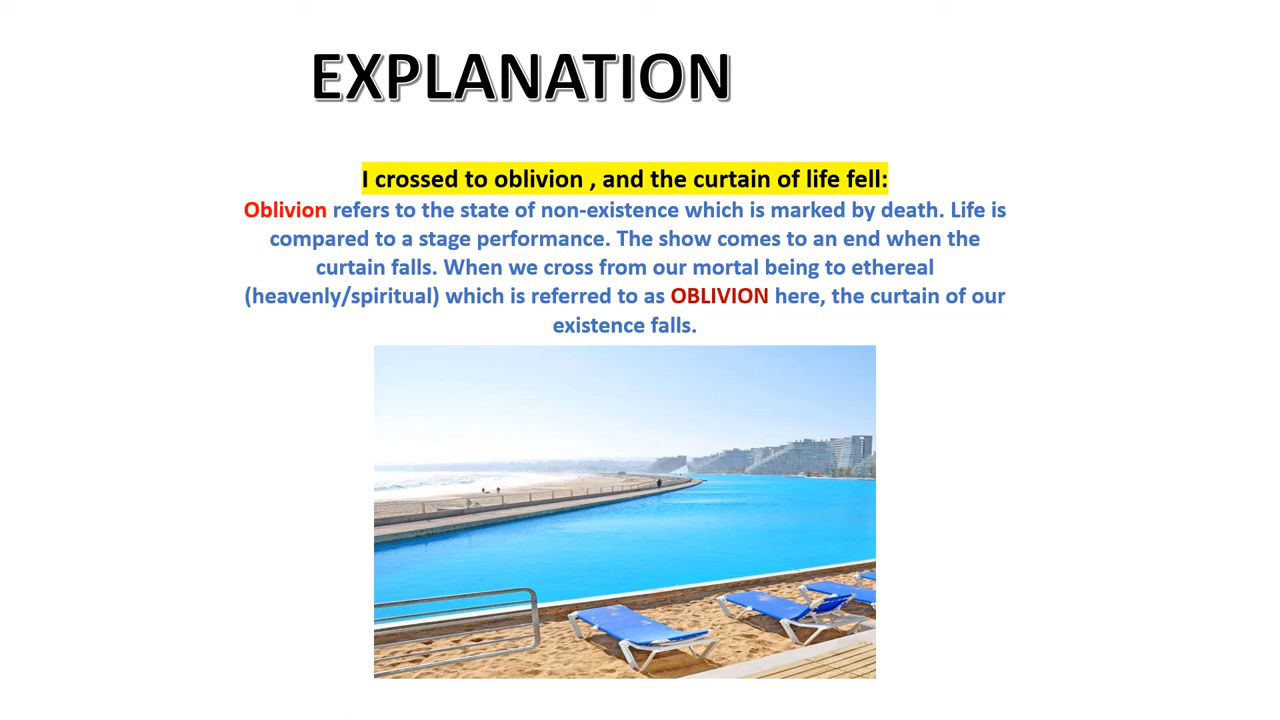 EXPLANATION
I crossed to oblivion , and the curtain of life fell:
Oblivion refers to the state of non-existence which is marked by death. Life is
compared to a stage performance. The show comes to an end when the
curtain falls. When we cross from our mortal being to ethereal
(heavenly/spiritual) which is referred to as OBLIVION here, the curtain of our
existence falls.